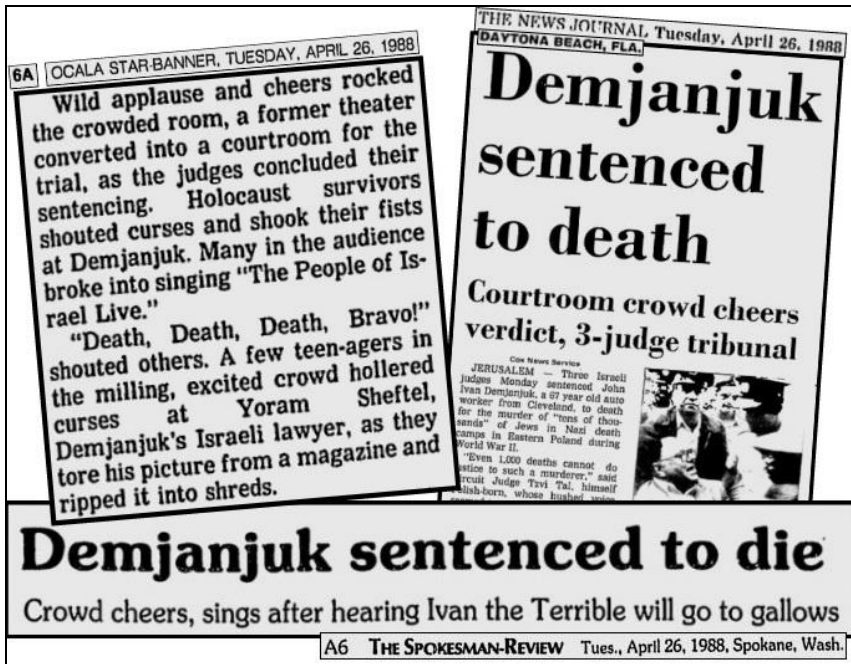 6A OCALA STAR-BANNER, TUESDAY, APRIL 26, 1988
Wild applause and cheers rocked
the crowded room, a former theater
converted into a courtroom for the
trial, as the judges concluded their
sentencing. Holocaust survivors
shouted curses and shook their fists
at Demjanjuk. Many in the audience
broke into singing “The People of Is-
rael Live.”
“Death, Death, Death, Bravo!”
shouted others. A few teen-agers in
the milling, excited crowd hollered
curses at Yoram Sheftel,
Demjanjuk's Israeli lawyer, as they
tore his picture from a magazine and
ripped it into shreds.
THE NEWS JOURNAL Tuesday, April 26, 1988
DAYTONA BEACH, FLA.
Demjanjuk
sentenced
to death
Courtroom crowd cheers
verdict, 3-judge tribunal
Cox News Service
JERUSALEM — Three Israeli
judges Monday sentenced John
Ivan Demjanjuk, a 67 year old auto
worker from Cleveland, to death
for the murder of "tens of thou-
sands" of Jews in Nazi death
camps in Eastern Poland during
World War II.
"Even 1,000 deaths cannot do
justice to such a murderer," said
Circuit Judge Tzvi Tal, himself
Polish-born, whose hushed voice
Demjanjuk sentenced to die
Crowd cheers, sings after hearing Ivan the Terrible will go to gallows
A6 THE SPOKESMAN-REVIEW Tues., April 26, 1988, Spokane, Wash.